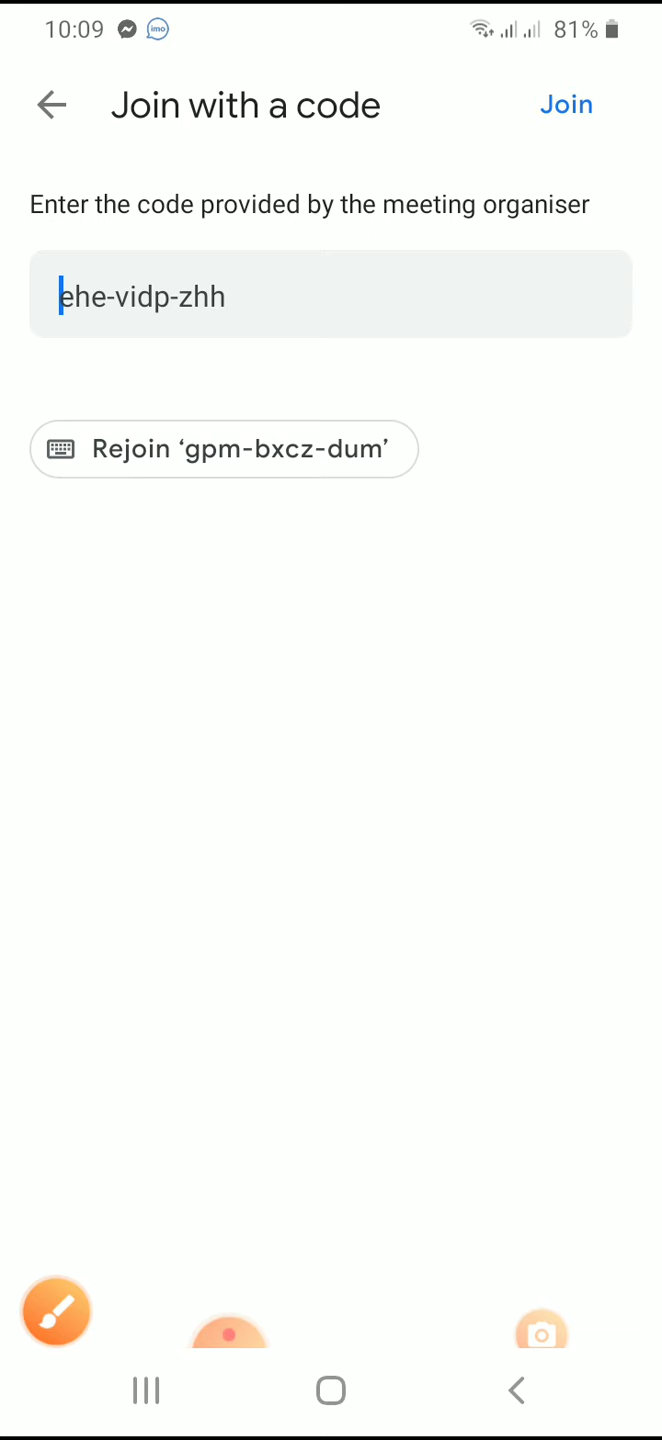 10:09 imo 81%
Join with a code Join
Enter the code provided by the meeting organiser
ehe-vidp-zhh
Rejoin ‘gpm-bxcz-dum’